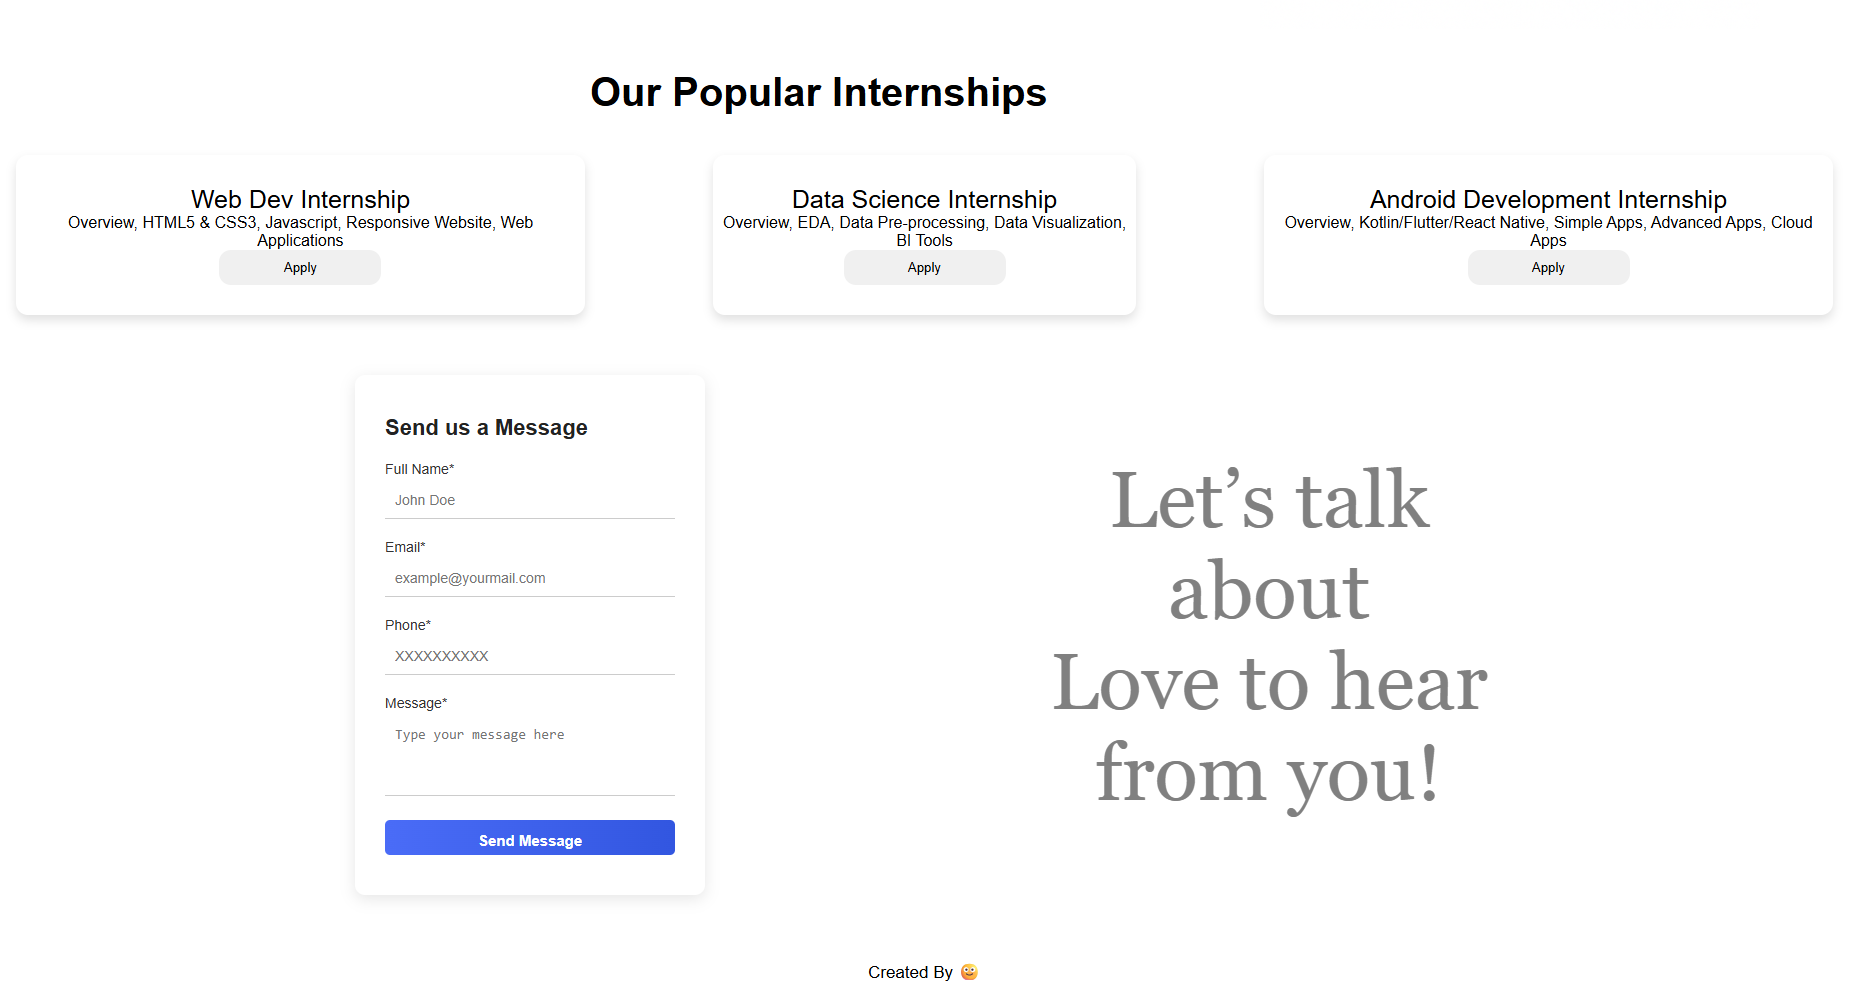 Our Popular Internships
Web Dev Internship
Overview, HTML5 & CSS3, Javascript, Responsive Website, Web
Applications
Apply
Data Science Internship
Overview, EDA, Data Pre-processing, Data Visualization,
BI Tools
Apply
Android Development Internship
Overview, Kotlin/Flutter/React Native, Simple Apps, Advanced Apps, Cloud
Apps
Apply
Send us a Message
Full Name*
John Doe
Email*
example@yourmail.com
Phone*
XXXXXXXXXX
Message*
Type your message here
Send Message
Let’s talk
about
Love to hear
from you!
Created By